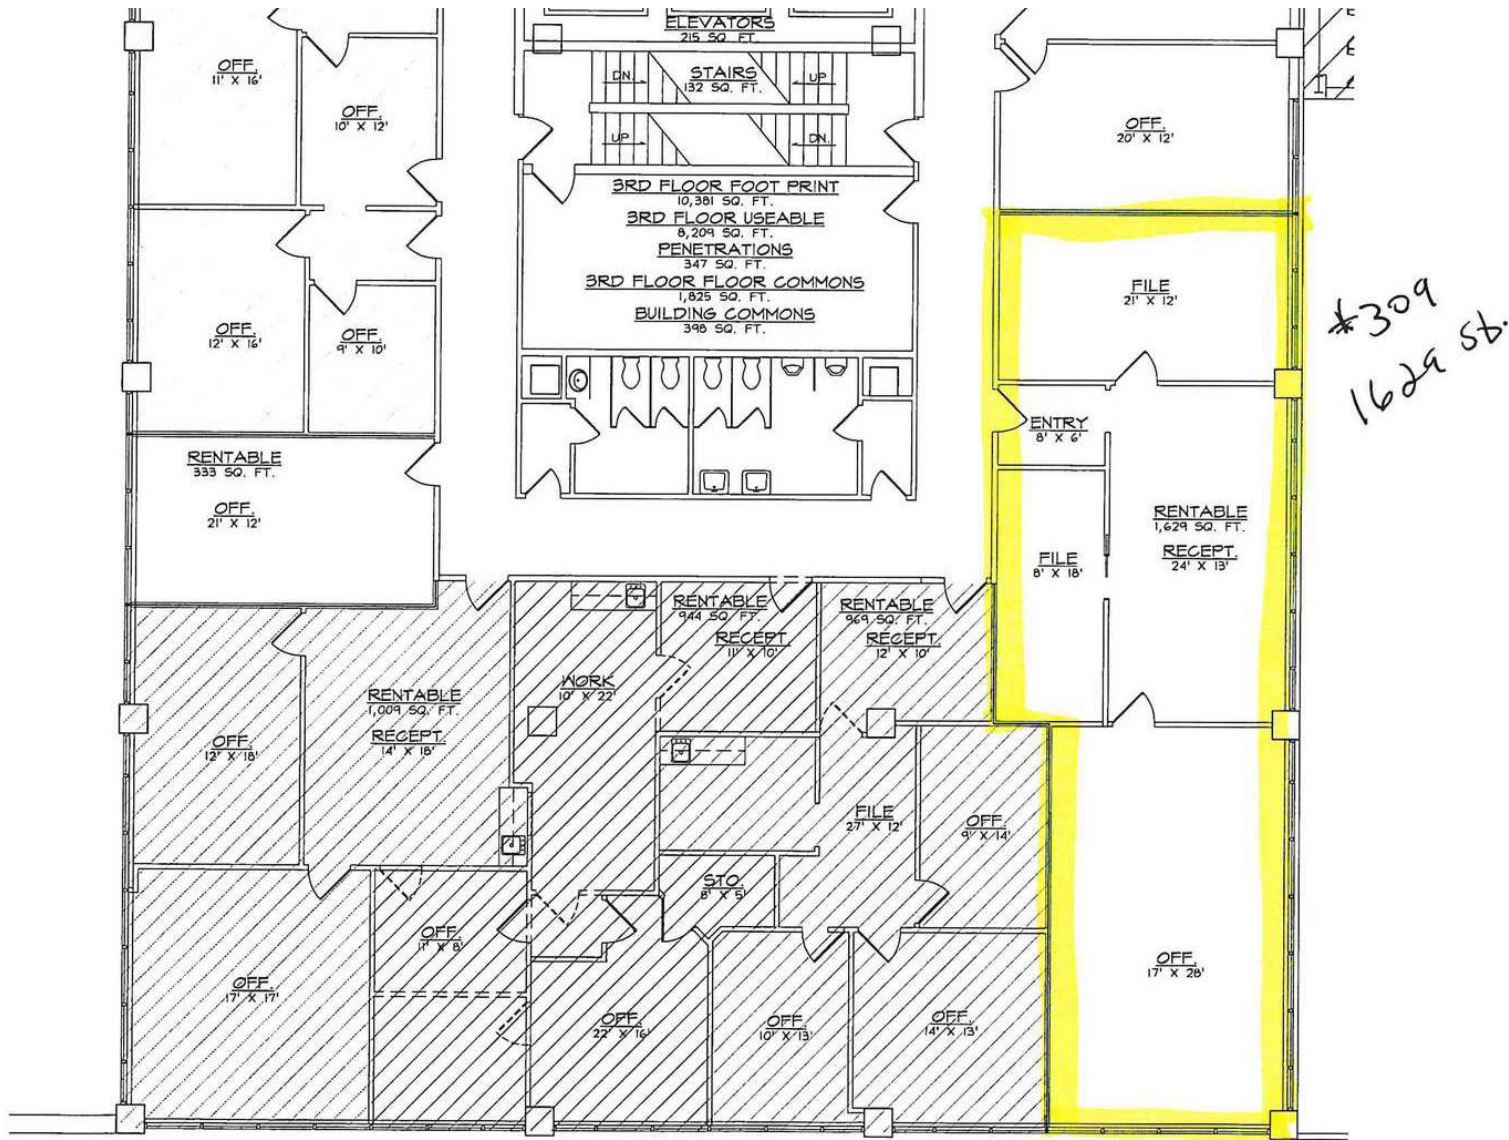 ELEVATORS
215 SQ. FT.
DN.
STAIRS
132 SQ. FT.
UP
UP
DN.
OFF.
11' X 16'
OFF.
10' X 12'
OFF.
20' X 12'
3RD FLOOR FOOT PRINT
10,381 SQ. FT.
3RD FLOOR USEABLE
8,209 SQ. FT.
PENETRATIONS
347 SQ. FT.
3RD FLOOR FLOOR COMMONS
1,825 SQ. FT.
BUILDING COMMONS
398 SQ. FT.
OFF.
12' X 16'
OFF.
9' X 10'
FILE
21' X 12'
*309
1629 sb.
ENTRY
8' X 6'
RENTABLE
333 SQ. FT.
OFF.
21' X 12'
RENTABLE
1,629 SQ. FT.
RECEPT.
24' X 13'
FILE
8' X 18'
RENTABLE
944 SQ. FT.
RECEPT.
11' X 10'
RENTABLE
969 SQ. FT.
RECEPT.
12' X 10'
WORK
10' X 22'
RENTABLE
1,009 SQ. FT.
RECEPT.
14' X 18'
OFF.
12' X 18'
FILE
27' X 12'
OFF.
9' X 14'
STO.
8' X 5'
OFF.
11' X 8'
OFF.
17' X 17'
OFF.
22' X 16'
OFF.
10' X 13'
OFF.
14' X 13'
OFF.
17' X 28'